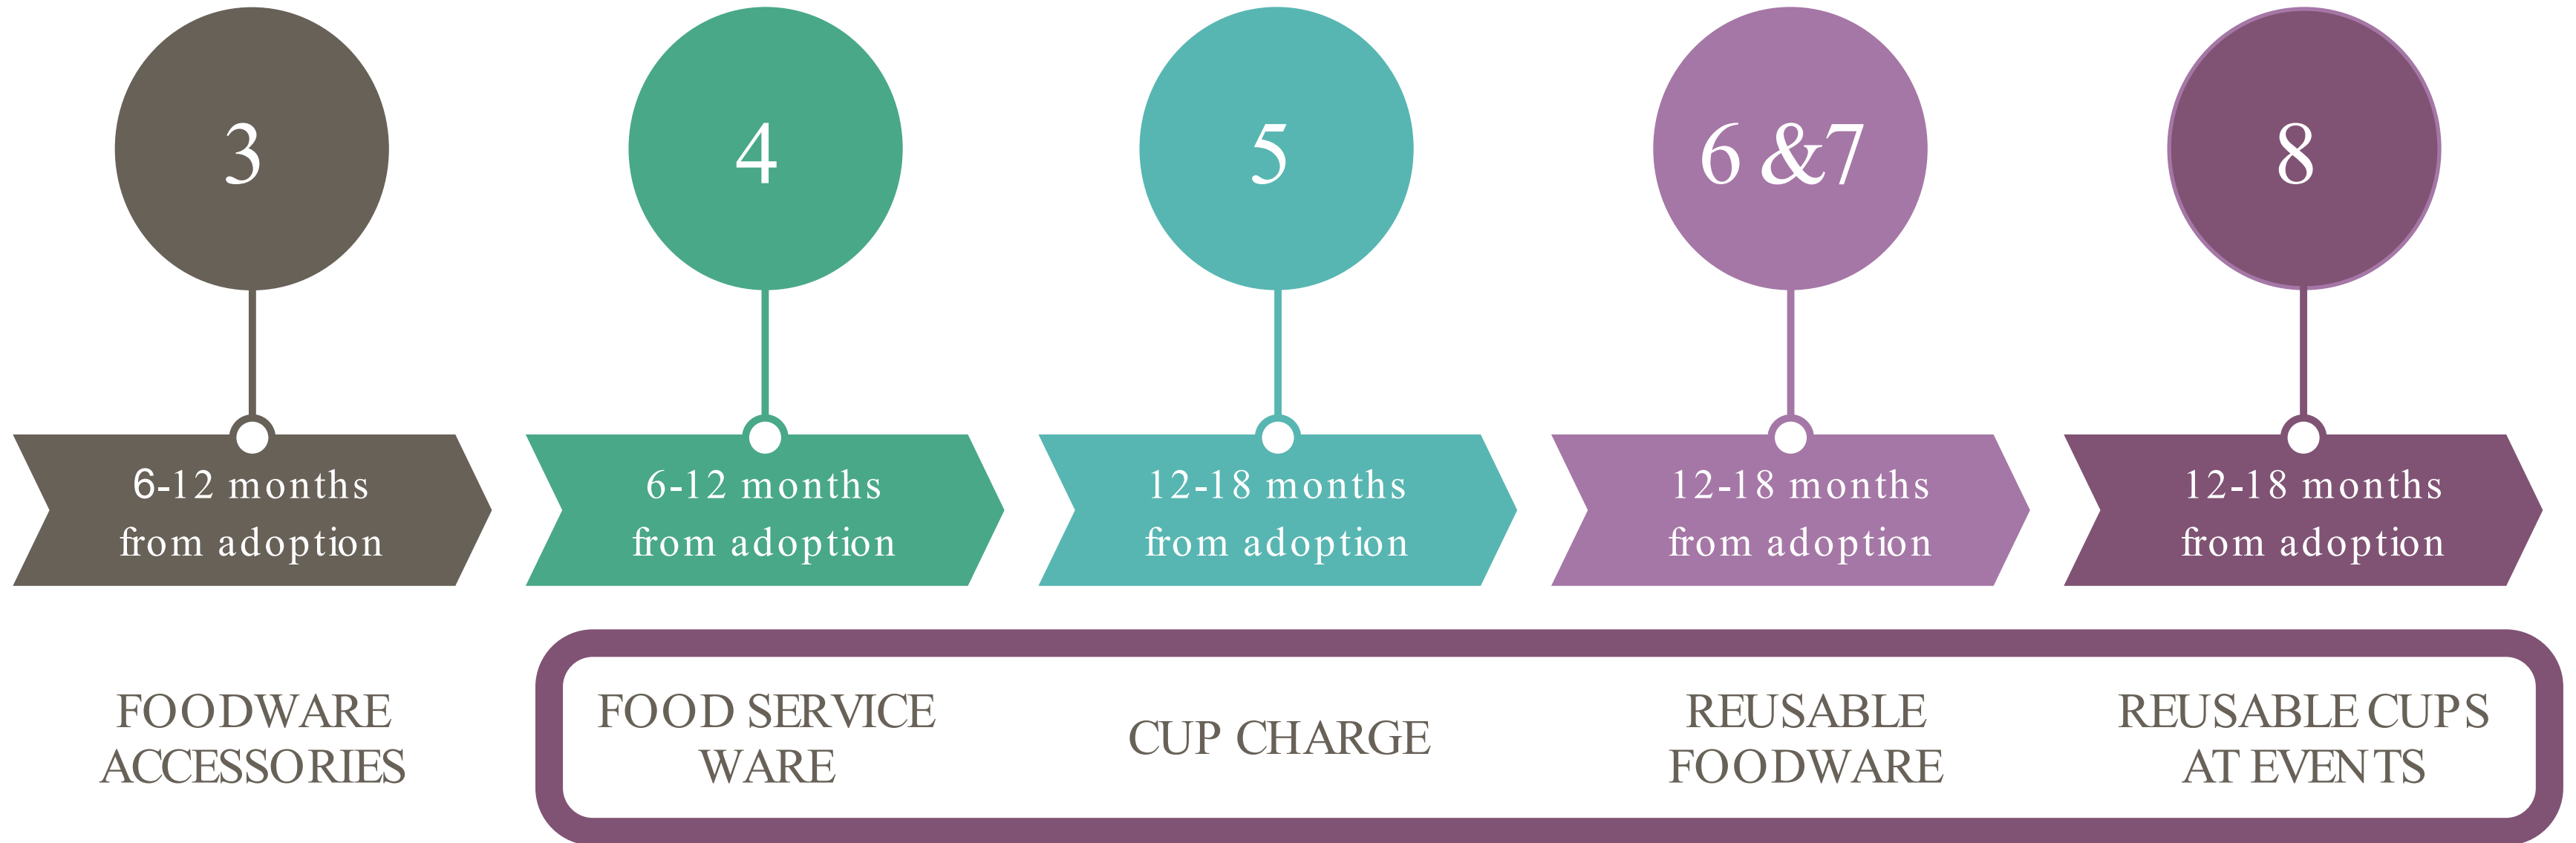 3
4
5
6 &7
8
6-12 months
from adoption
6-12 months
from adoption
12-18 months
from adoption
12-18 months
from adoption
12-18 months
from adoption
FOODWARE
ACCESSORIES
FOOD SERVICE
WARE
CUP CHARGE
REUSABLE
FOODWARE
REUSABLE CUPS
AT EVENTS